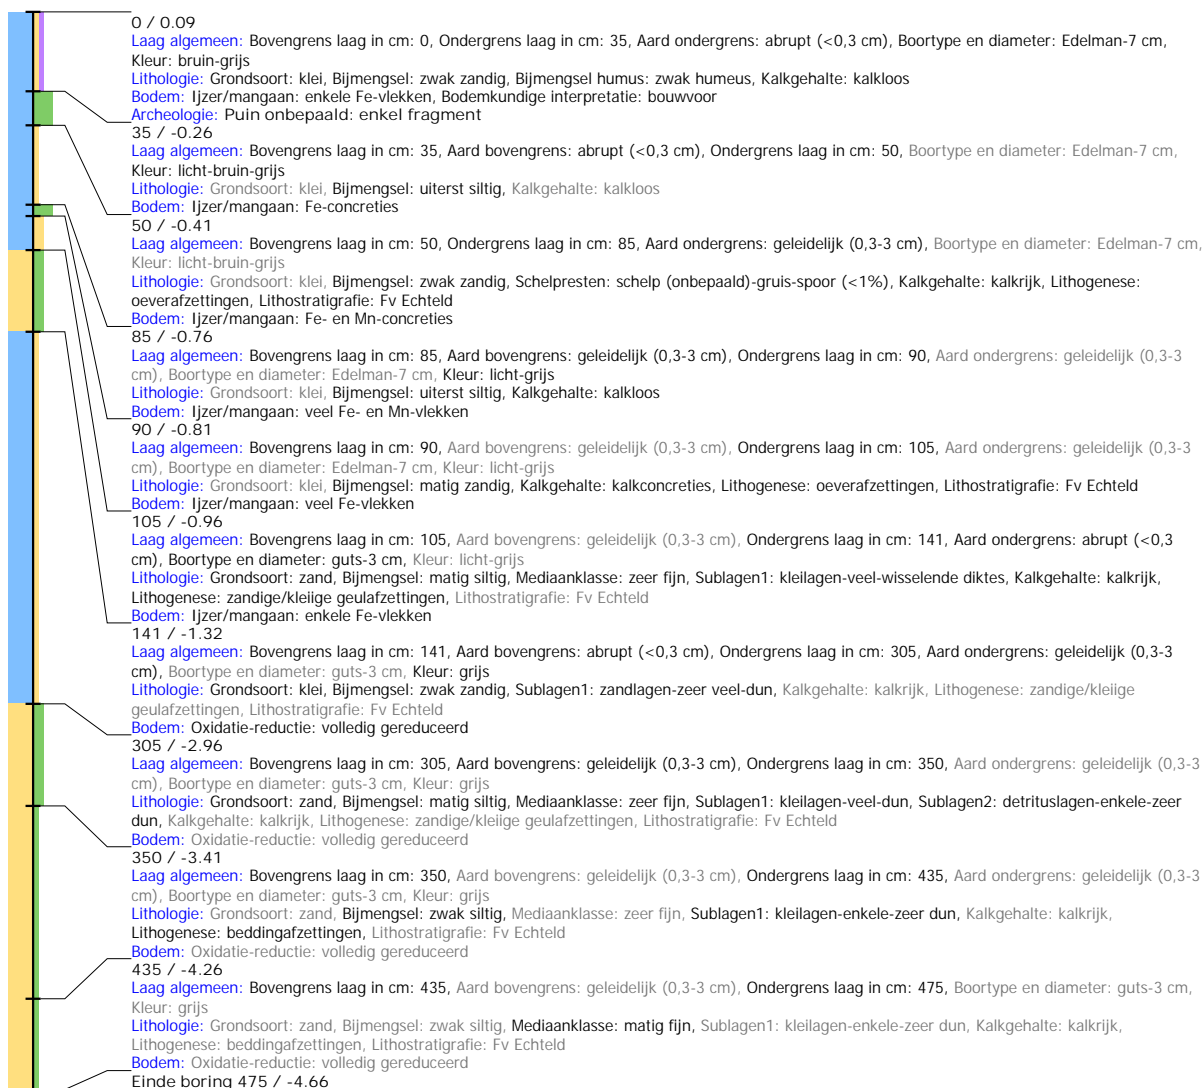 0 / 0.09
Laag algemeen: Bovengrens laag in cm: 0, Ondergrens laag in cm: 35, Aard ondergrens: abrupt (<0,3 cm), Boortype en diameter: Edelman-7 cm,
Kleur: bruin-grijs
Lithologie: Grondsoort: klei, Bijmengsel: zwak zandig, Bijmengsel humus: zwak humeus, Kalkgehalte: kalkloos
Bodem: Ijzer/mangaan: enkele Fe-vlekken, Bodemkundige interpretatie: bouwvoor
Archeologie: Puin onbepaald: enkel fragment
35 / -0.26
Laag algemeen: Bovengrens laag in cm: 35, Aard bovengrens: abrupt (<0,3 cm), Ondergrens laag in cm: 50, Boortype en diameter: Edelman-7 cm,
Kleur: licht-bruin-grijs
Lithologie: Grondsoort: klei, Bijmengsel: uiterst siltig, Kalkgehalte: kalkloos
Bodem: Ijzer/mangaan: Fe-concreties
50 / -0.41
Laag algemeen: Bovengrens laag in cm: 50, Ondergrens laag in cm: 85, Aard ondergrens: geleidelijk (0,3-3 cm), Boortype en diameter: Edelman-7 cm,
Kleur: licht-bruin-grijs
Lithologie: Grondsoort: klei, Bijmengsel: zwak zandig, Schelpresten: schelp (onbepaald)-gruis-spoor (<1%), Kalkgehalte: kalkrijk, Lithogenese:
oeverafzettingen, Lithostratigrafie: Fv Echteld
Bodem: Ijzer/mangaan: Fe- en Mn-concreties
85 / -0.76
Laag algemeen: Bovengrens laag in cm: 85, Aard bovengrens: geleidelijk (0,3-3 cm), Ondergrens laag in cm: 90, Aard ondergrens: geleidelijk (0,3-3
cm), Boortype en diameter: Edelman-7 cm, Kleur: licht-grijs
Lithologie: Grondsoort: klei, Bijmengsel: uiterst siltig, Kalkgehalte: kalkloos
Bodem: Ijzer/mangaan: veel Fe- en Mn-vlekken
90 / -0.81
Laag algemeen: Bovengrens laag in cm: 90, Aard bovengrens: geleidelijk (0,3-3 cm), Ondergrens laag in cm: 105, Aard ondergrens: geleidelijk (0,3-3
cm), Boortype en diameter: Edelman-7 cm, Kleur: licht-grijs
Lithologie: Grondsoort: klei, Bijmengsel: matig zandig, Kalkgehalte: kalkconcreties, Lithogenese: oeverafzettingen, Lithostratigrafie: Fv Echteld
Bodem: Ijzer/mangaan: veel Fe-vlekken
105 / -0.96
Laag algemeen: Bovengrens laag in cm: 105, Aard bovengrens: geleidelijk (0,3-3 cm), Ondergrens laag in cm: 141, Aard ondergrens: abrupt (<0,3
cm), Boortype en diameter: guts-3 cm, Kleur: licht-grijs
Lithologie: Grondsoort: zand, Bijmengsel: matig siltig, Mediaanklasse: zeer fijn, Sublagen1: kleilagen-veel-wisselende diktes, Kalkgehalte: kalkrijk,
Lithogenese: zandige/kleiige geulafzettingen, Lithostratigrafie: Fv Echteld
Bodem: Ijzer/mangaan: enkele Fe-vlekken
141 / -1.32
Laag algemeen: Bovengrens laag in cm: 141, Aard bovengrens: abrupt (<0,3 cm), Ondergrens laag in cm: 305, Aard ondergrens: geleidelijk (0,3-3
cm), Boortype en diameter: guts-3 cm, Kleur: grijs
Lithologie: Grondsoort: klei, Bijmengsel: zwak zandig, Sublagen1: zandlagen-zeer veel-dun, Kalkgehalte: kalkrijk, Lithogenese: zandige/kleiige
geulafzettingen, Lithostratigrafie: Fv Echteld
Bodem: Oxidatie-reductie: volledig gereduceerd
305 / -2.96
Laag algemeen: Bovengrens laag in cm: 305, Aard bovengrens: geleidelijk (0,3-3 cm), Ondergrens laag in cm: 350, Aard ondergrens: geleidelijk (0,3-3
cm), Boortype en diameter: guts-3 cm, Kleur: grijs
Lithologie: Grondsoort: zand, Bijmengsel: matig siltig, Mediaanklasse: zeer fijn, Sublagen1: kleilagen-veel-dun, Sublagen2: detrituslagen-enkele-zeer
dun, Kalkgehalte: kalkrijk, Lithogenese: zandige/kleiige geulafzettingen, Lithostratigrafie: Fv Echteld
Bodem: Oxidatie-reductie: volledig gereduceerd
350 / -3.41
Laag algemeen: Bovengrens laag in cm: 350, Aard bovengrens: geleidelijk (0,3-3 cm), Ondergrens laag in cm: 435, Aard ondergrens: geleidelijk (0,3-3
cm), Boortype en diameter: guts-3 cm, Kleur: grijs
Lithologie: Grondsoort: zand, Bijmengsel: zwak siltig, Mediaanklasse: zeer fijn, Sublagen1: kleilagen-enkele-zeer dun, Kalkgehalte: kalkrijk,
Lithogenese: beddingafzettingen, Lithostratigrafie: Fv Echteld
Bodem: Oxidatie-reductie: volledig gereduceerd
435 / -4.26
Laag algemeen: Bovengrens laag in cm: 435, Aard bovengrens: geleidelijk (0,3-3 cm), Ondergrens laag in cm: 475, Boortype en diameter: guts-3 cm,
Kleur: grijs
Lithologie: Grondsoort: zand, Bijmengsel: zwak siltig, Mediaanklasse: matig fijn, Sublagen1: kleilagen-enkele-zeer dun, Kalkgehalte: kalkrijk,
Lithogenese: beddingafzettingen, Lithostratigrafie: Fv Echteld
Bodem: Oxidatie-reductie: volledig gereduceerd
Einde boring 475 / -4.66